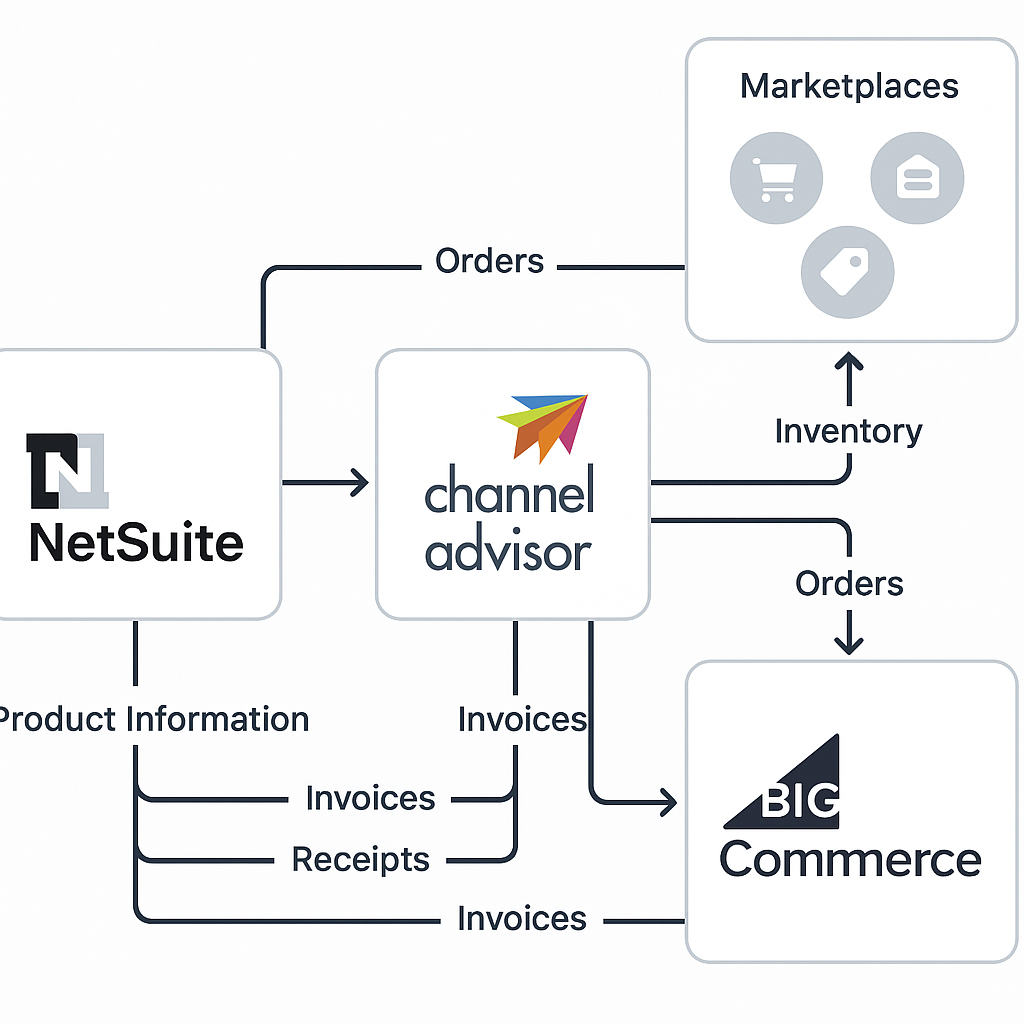 Marketplaces
Orders
NetSuite
channel
advisor
Inventory
Orders
Product Information
Invoices
Invoices
Receipts
Invoices
BIG
Commerce